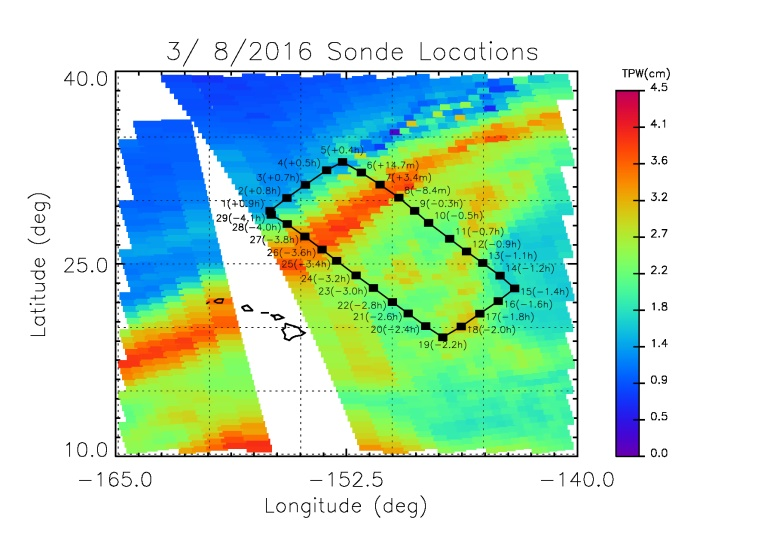 3/ 8/2016 Sonde Locations
TPW(cm)
40.0
25.0
10.0
Latitude (deg)
−165.0
−152.5
−140.0
Longitude (deg)
4.5
4.1
3.6
3.2
2.7
2.2
1.8
1.4
0.9
0.5
0.0
5(+0.4h)
4(+0.5h)
6(+14.7m)
3(+0.7h)
7(+3.4m)
2(+0.8h)
8(−8.4m)
1(+0.9h)
9(−0.3h)
29(−4.1h)
10(−0.5h)
28(−4.0h)
11(−0.7h)
27(−3.8h)
12(−0.9h)
26(−3.6h)
13(−1.1h)
25(−3.4h)
14(−1.2h)
24(−3.2h)
15(−1.4h)
23(−3.0h)
16(−1.6h)
22(−2.8h)
17(−1.8h)
21(−2.6h)
18(−2.0h)
20(−2.4h)
19(−2.2h)